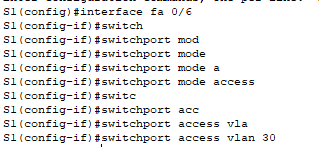 S1(config)#interface fa 0/6
S1(config-if)#switch
S1(config-if)#switchport mod
S1(config-if)#switchport mode
S1(config-if)#switchport mode a
S1(config-if)#switchport mode access
S1(config-if)#switc
S1(config-if)#switchport acc
S1(config-if)#switchport access vla
S1(config-if)#switchport access vlan 30